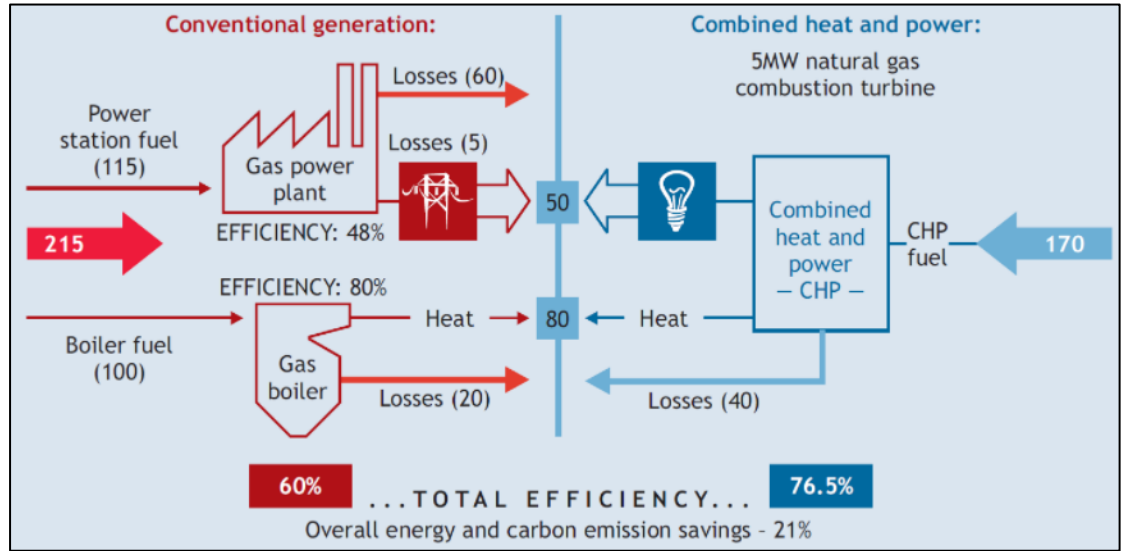 Conventional generation:
Combined heat and power:
5MW natural gas
combustion turbine
Losses (60)
Power
station fuel
(115)
Losses (5)
Gas power
plant
EFFICIENCY: 48%
50
Combined
heat and
power
— CHP —
CHP
fuel
170
215
EFFICIENCY: 80%
Heat
80
Heat
Boiler fuel
(100)
Gas
boiler
Losses (20)
Losses (40)
60%
...TOTAL EFFICIENCY...
76.5%
Overall energy and carbon emission savings - 21%